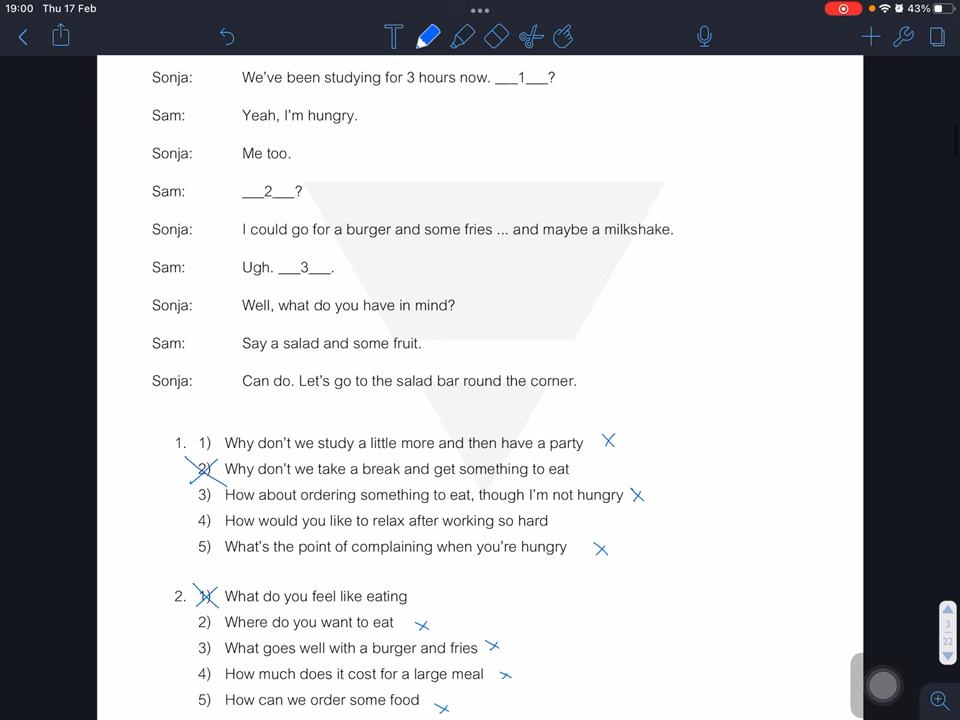 19:00 Thu 17 Feb 43%
Sonja: We've been studying for 3 hours now. ___1___?
Sam: Yeah, I'm hungry.
Sonja: Me too.
Sam: ___2___?
Sonja: I could go for a burger and some fries ... and maybe a milkshake.
Sam: Ugh. ___3___.
Sonja: Well, what do you have in mind?
Sam: Say a salad and some fruit.
Sonja: Can do. Let's go to the salad bar round the corner.
1. 1) Why don't we study a little more and then have a party
2) Why don't we take a break and get something to eat
3) How about ordering something to eat, though I'm not hungry
4) How would you like to relax after working so hard
5) What's the point of complaining when you're hungry
2. 1) What do you feel like eating
2) Where do you want to eat
3) What goes well with a burger and fries
4) How much does it cost for a large meal
5) How can we order some food
3
22